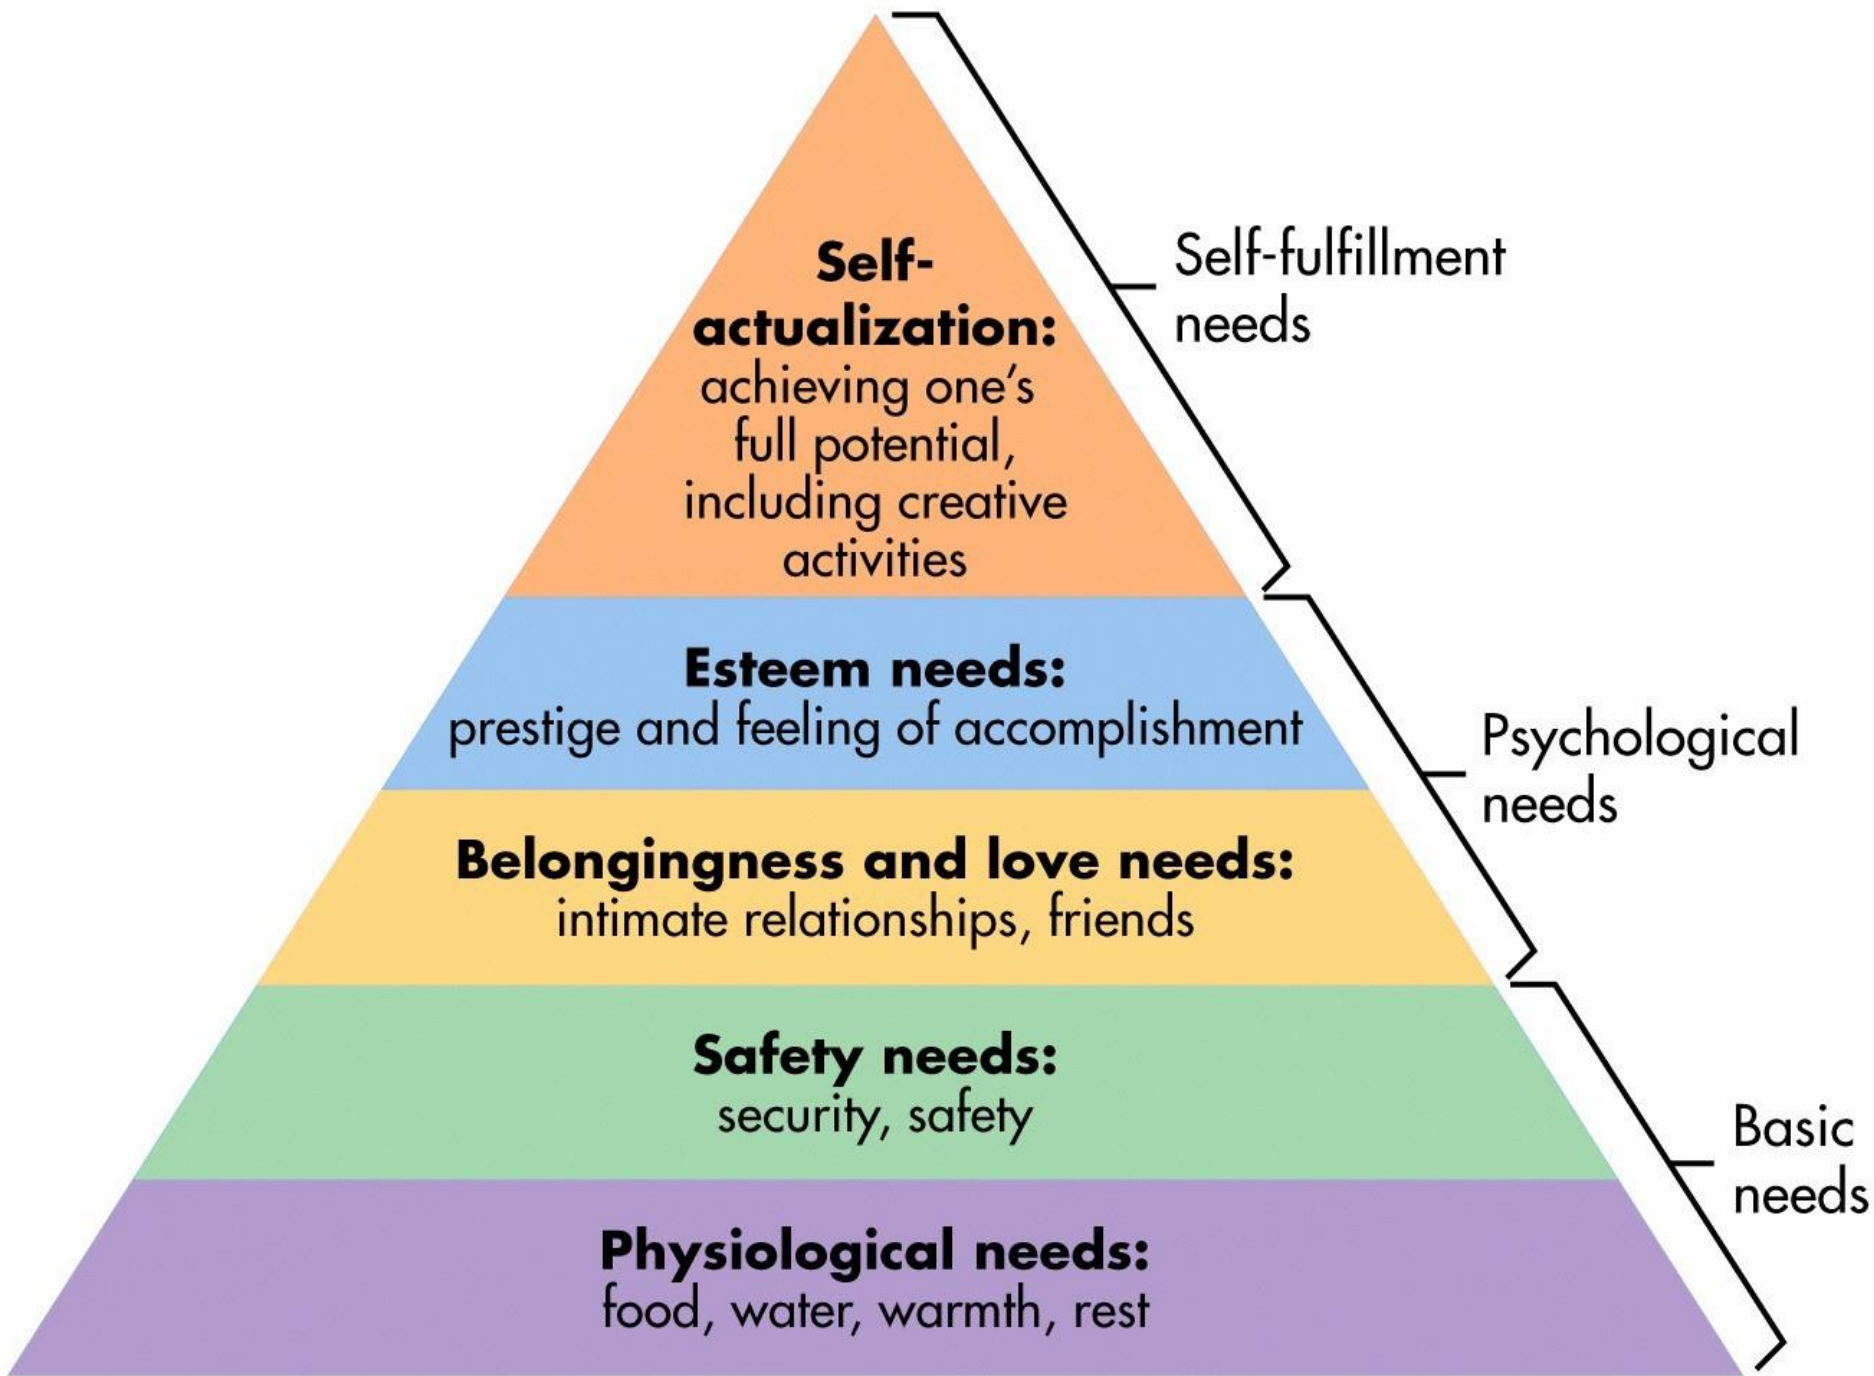 Self-
actualization:
achieving one’s
full potential,
including creative
activities
Self-fulfillment
needs
Esteem needs:
prestige and feeling of accomplishment
Belongingness and love needs:
intimate relationships, friends
Psychological
needs
Safety needs:
security, safety
Physiological needs:
food, water, warmth, rest
Basic
needs